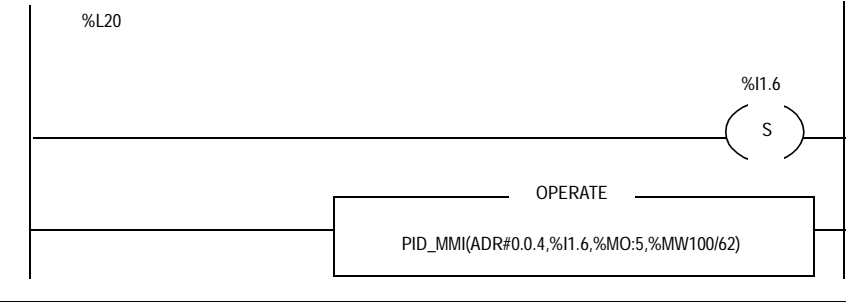 %L20
%I1.6
S
OPERATE
PID_MMI(ADR#0.0.4,%I1.6,%MO:5,%MW100/62)